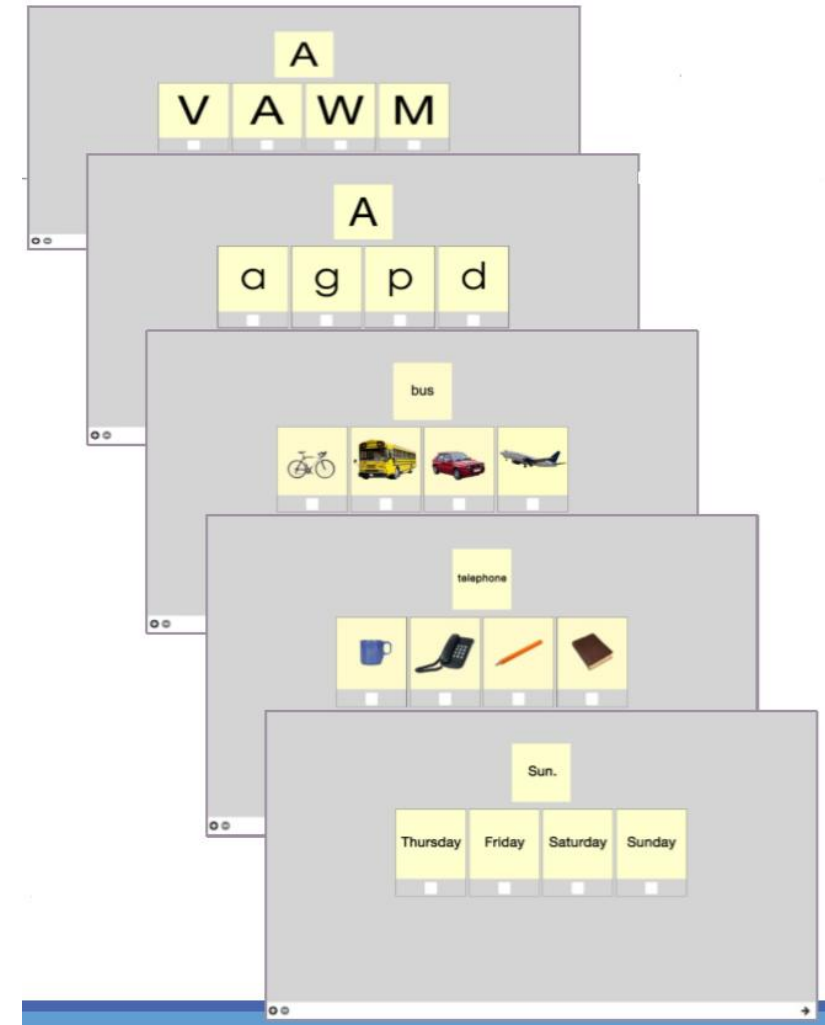 A
V A W M
A
a g p d
bus
telephone
Sun.
Thursday Friday Saturday Sunday